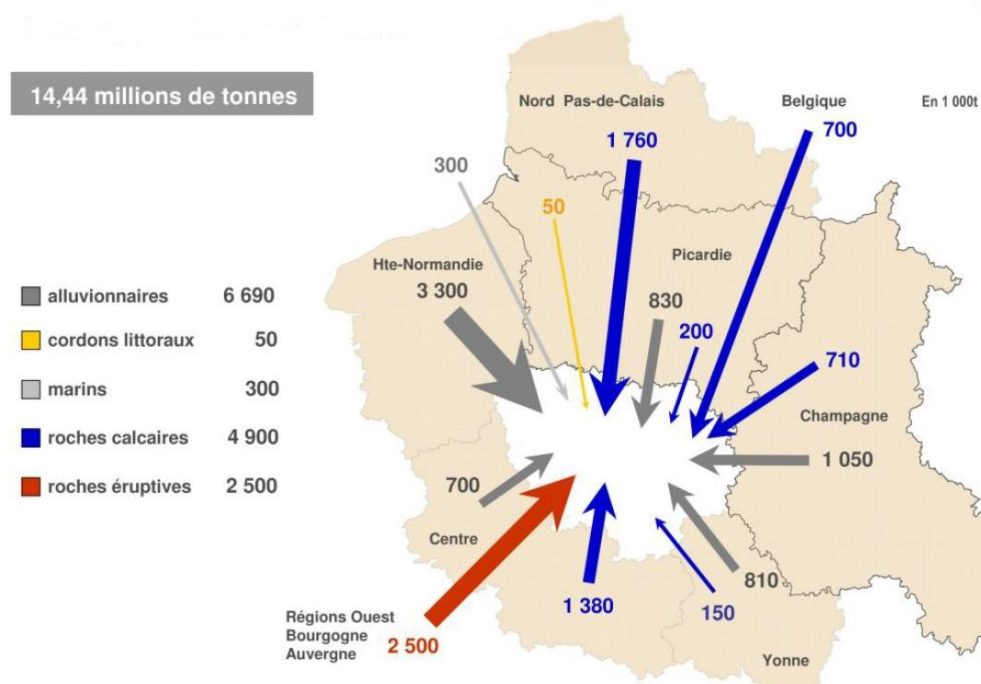 14,44 millions de tonnes
Nord Pas-de-Calais
Belgique
En 1 000t
700
1 760
300
50
Hte-Normandie
3 300
Picardie
830
200
710
Champagne
1 050
alluvionnaires 6 690
cordons littoraux 50
marins 300
roches calcaires 4 900
roches éruptives 2 500
700
Centre
810
1 380
150
Régions Ouest
Bourgogne
Auvergne
2 500
Yonne